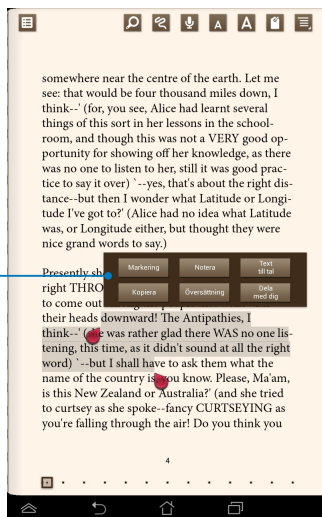 A A
somewhere near the centre of the earth. Let me
see: that would be four thousand miles down, I
think--' (for, you see, Alice had learnt several
things of this sort in her lessons in the school-
room, and though this was not a VERY good op-
portunity for showing off her knowledge, as there
was no one to listen to her, still it was good prac-
tice to say it over) `--yes, that's about the right dis-
tance--but then I wonder what Latitude or Longi-
tude I've got to?' (Alice had no idea what Latitude
was, or Longitude either, but thought they were
nice grand words to say.)
Presently
right
to come out
Markering Notera Text till tal
Kopiera Översättning Dela med dig
their heads downward! The Antipathies, I
think--' (she was rather glad there WAS no one lis-
tening, this time, as it didn't sound at all the right
word) `--but I shall have to ask them what the
name of the country is, you know. Please, Ma'am,
is this New Zealand or Australia?' (and she tried
to curtsey as she spoke--fancy CURTSEYING as
you're falling through the air! Do you think you
4